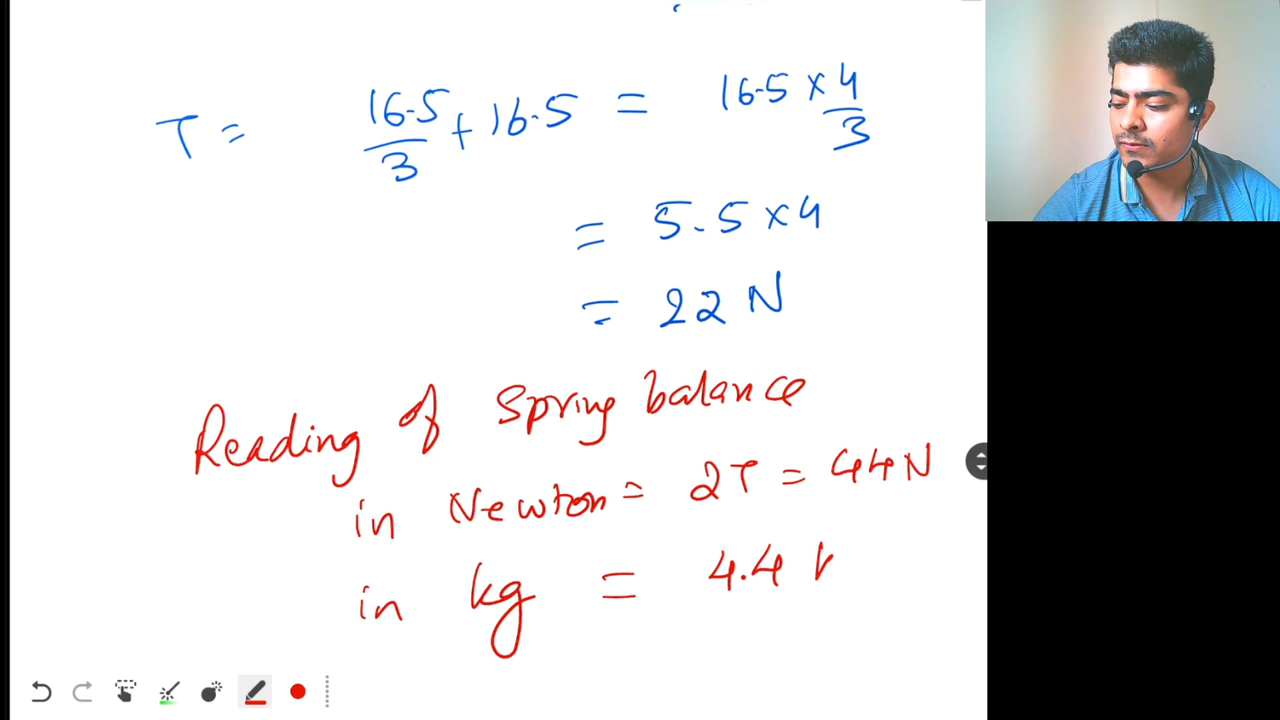 T = 16.5/3 + 16.5 = 16.5 × 4/3
= 5.5 × 4
= 22 N
Reading of Spring balance
in Newton = 2T = 44N
in kg = 4.4 k